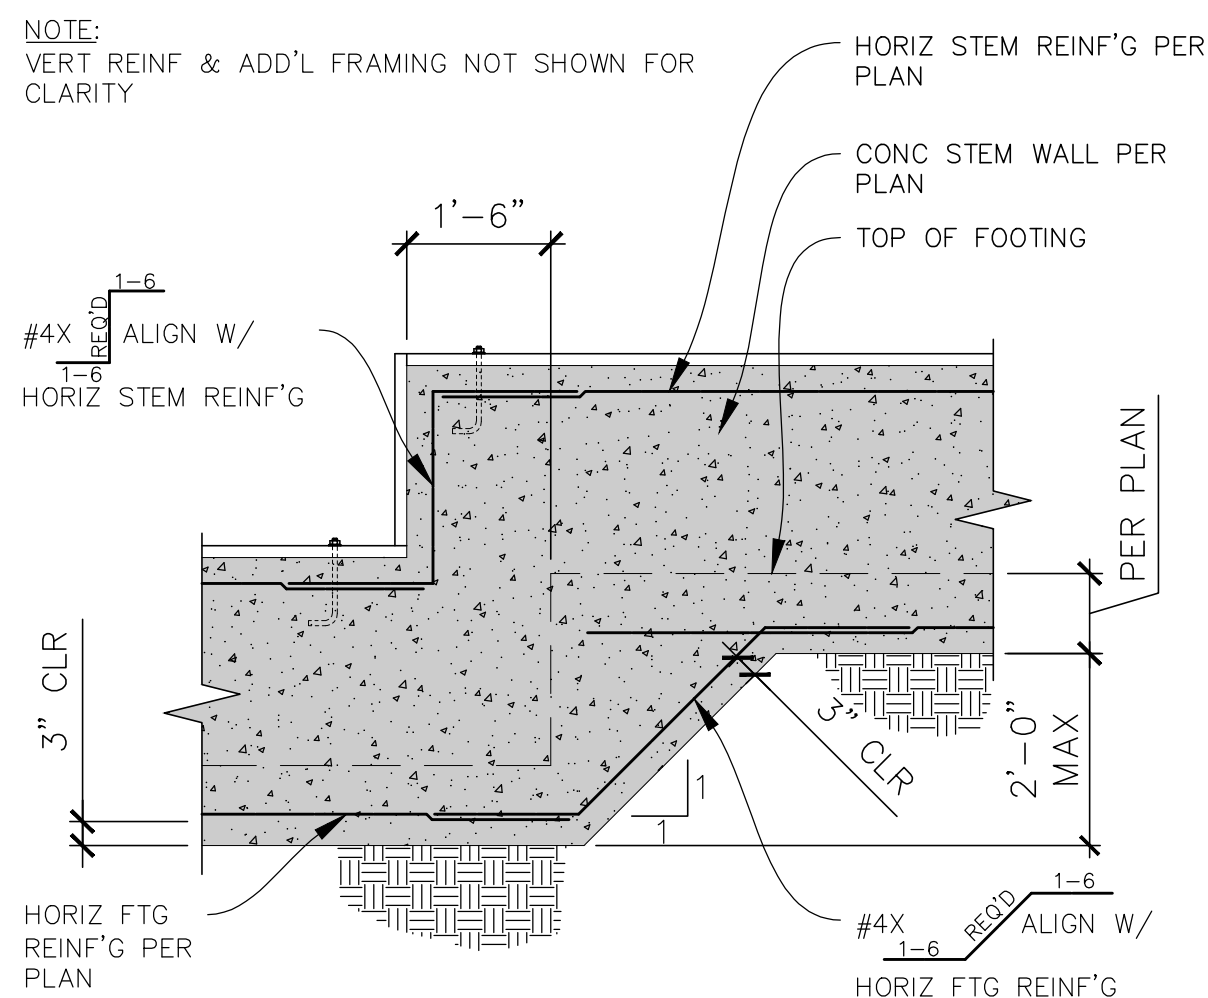 NOTE:
VERT REINF & ADD'L FRAMING NOT SHOWN FOR
CLARITY
HORIZ STEM REINF'G PER
PLAN
CONC STEM WALL PER
PLAN
TOP OF FOOTING
1'-6"
1-6
#4X REQ'D ALIGN W/
1-6
HORIZ STEM REINF'G
PER PLAN
3" CLR
3" CLR
2'-0"
MAX
1
1
HORIZ FTG
REINF'G PER
PLAN
1-6
#4X REQ'D ALIGN W/
1-6
HORIZ FTG REINF'G